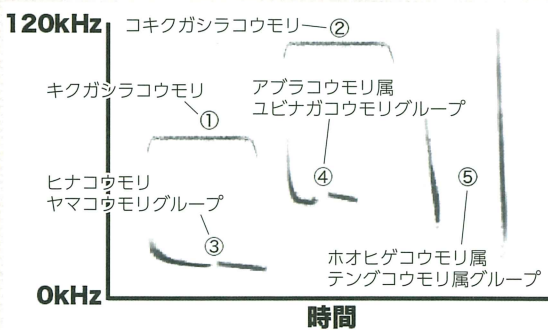 120kHz
コキクガシラコウモリ ②
キクガシラコウモリ
①
アブラコウモリ属
ユビナガコウモリグループ
④
ヒナコウモリ
ヤマコウモリグループ
③
⑤
ホオヒゲコウモリ属
テングコウモリ属グループ
0kHz
時間